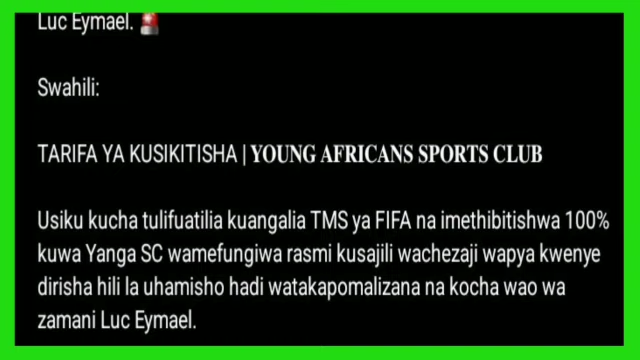 Luc Eymael. 🚨
Swahili:
TARIFA YA KUSIKITISHA | YOUNG AFRICANS SPORTS CLUB
Usiku kucha tulifuatilia kuangalia TMS ya FIFA na imethibitishwa 100%
kuwa Yanga SC wamefungiwa rasmi kusajili wachezaji wapya kwenye
dirisha hili la uhamisho hadi watakapomalizana na kocha wao wa
zamani Luc Eymael.